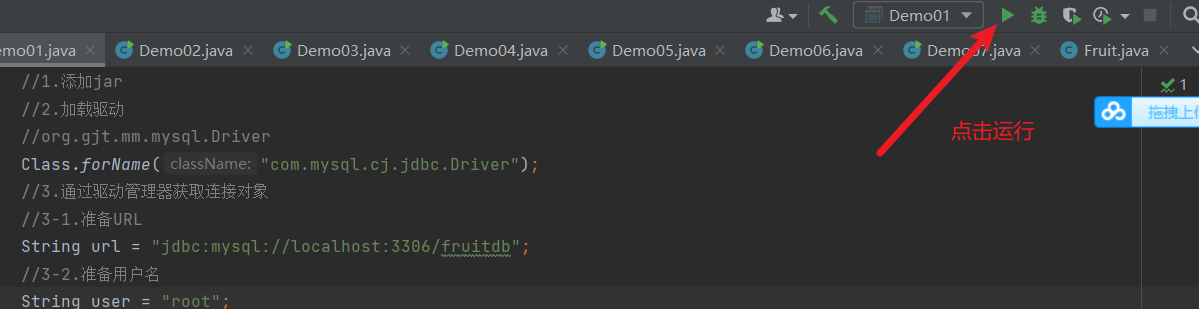 Demo01
emo01.java Demo02.java Demo03.java Demo04.java Demo05.java Demo06.java Demo07.java Fruit.java
//1.添加jar
1
//2.加载驱动
拖拽上传
//org.gjt.mm.mysql.Driver
点击运行
Class.forName( className: "com.mysql.cj.jdbc.Driver");
//3.通过驱动管理器获取连接对象
//3-1.准备URL
String url = "jdbc:mysql://localhost:3306/fruitdb";
//3-2.准备用户名
String user = "root";